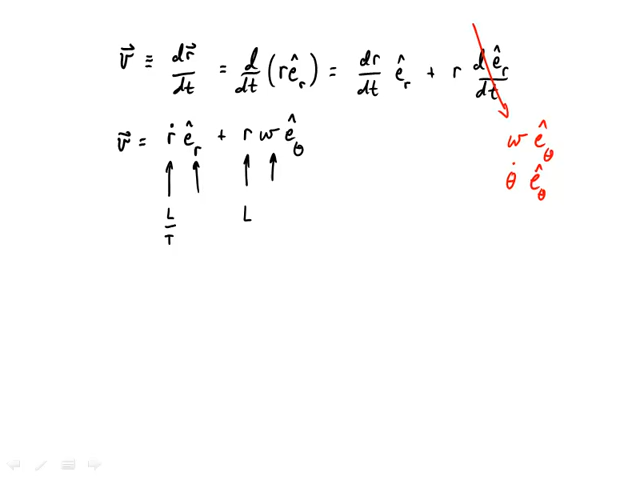 v⃗ ≡ dr⃗/dt = d/dt (r ê_r) = dr/dt ê_r + r dê_r/dt
v⃗ = ṙ ê_r + r w ê_θ
w ê_θ
θ̇ ê_θ
L/T L